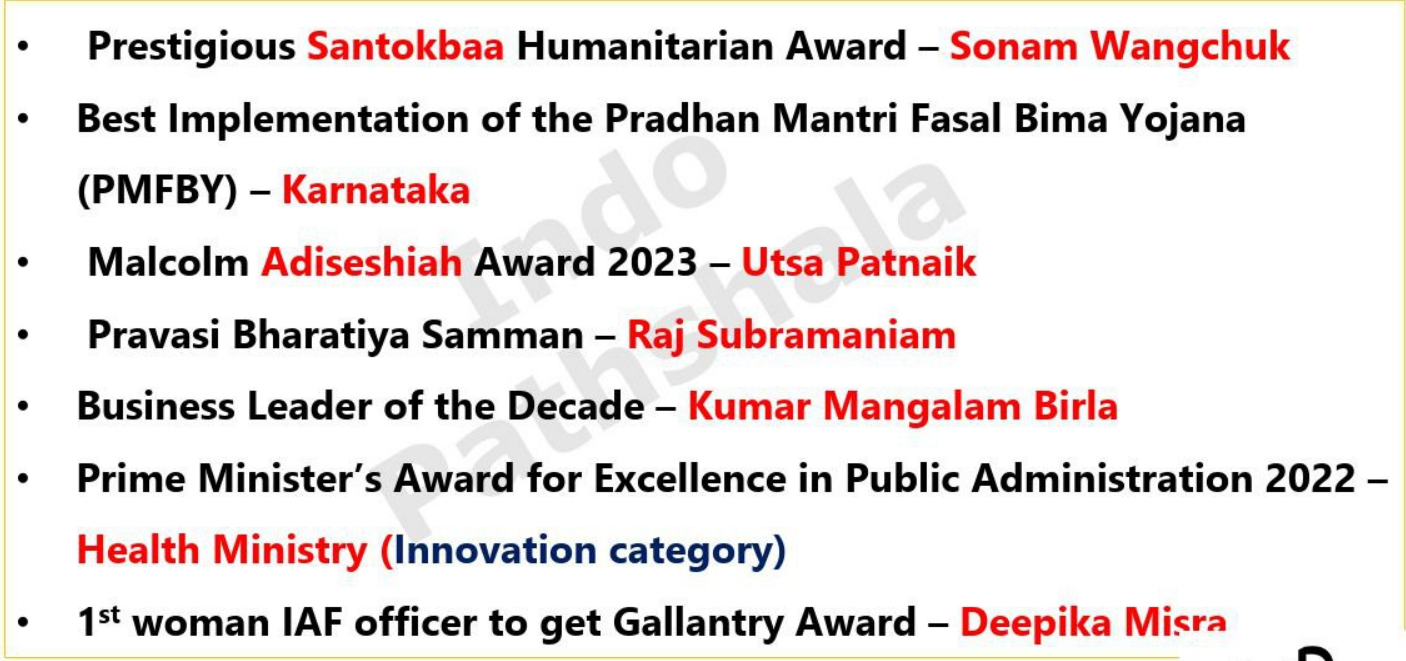 • Prestigious Santokbaa Humanitarian Award – Sonam Wangchuk
• Best Implementation of the Pradhan Mantri Fasal Bima Yojana
(PMFBY) – Karnataka
• Malcolm Adiseshiah Award 2023 – Utsa Patnaik
• Pravasi Bharatiya Samman – Raj Subramaniam
• Business Leader of the Decade – Kumar Mangalam Birla
• Prime Minister’s Award for Excellence in Public Administration 2022 –
Health Ministry (Innovation category)
• 1st woman IAF officer to get Gallantry Award – Deepika Misra
Indo
Pathshala